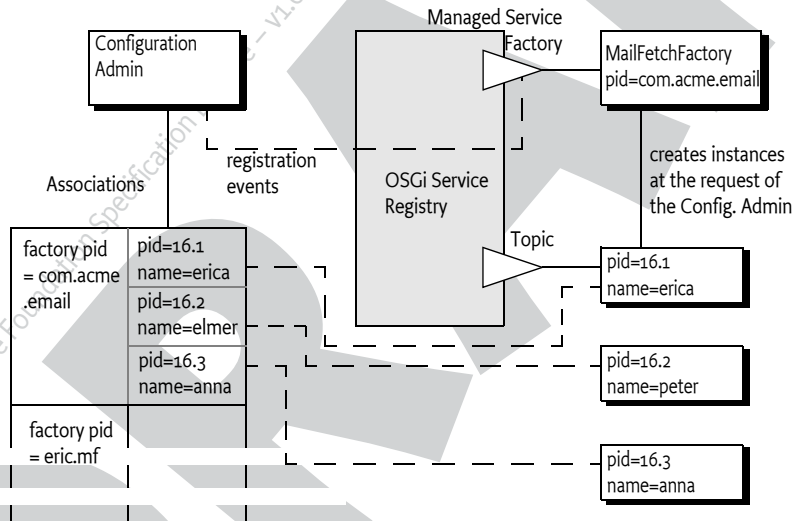 Managed Service
Factory
Configuration
Admin
MailFetchFactory
pid=com.acme.email
registration
events
creates instances
at the request of
the Config. Admin
Associations
OSGi Service
Registry
Topic
factory pid
= com.acme
.email
pid=16.1
name=erica
pid=16.2
name=elmer
pid=16.3
name=anna
pid=16.1
name=erica
pid=16.2
name=peter
pid=16.3
name=anna
factory pid
= eric.mf
Foundation Specification